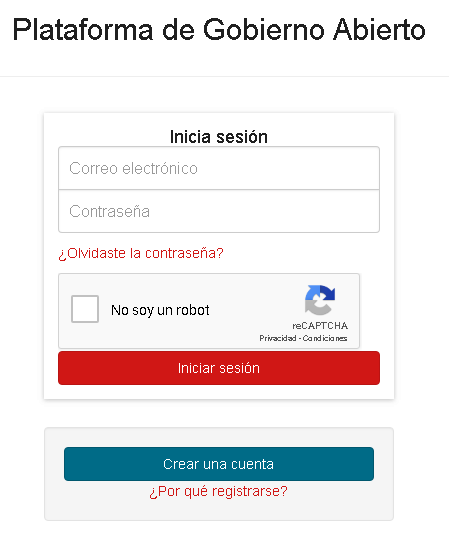 Plataforma de Gobierno Abierto
Inicia sesión
Correo electrónico
Contraseña
¿Olvidaste la contraseña?
No soy un robot
reCAPTCHA
Privacidad - Condiciones
Iniciar sesión
Crear una cuenta
¿Por qué registrarse?